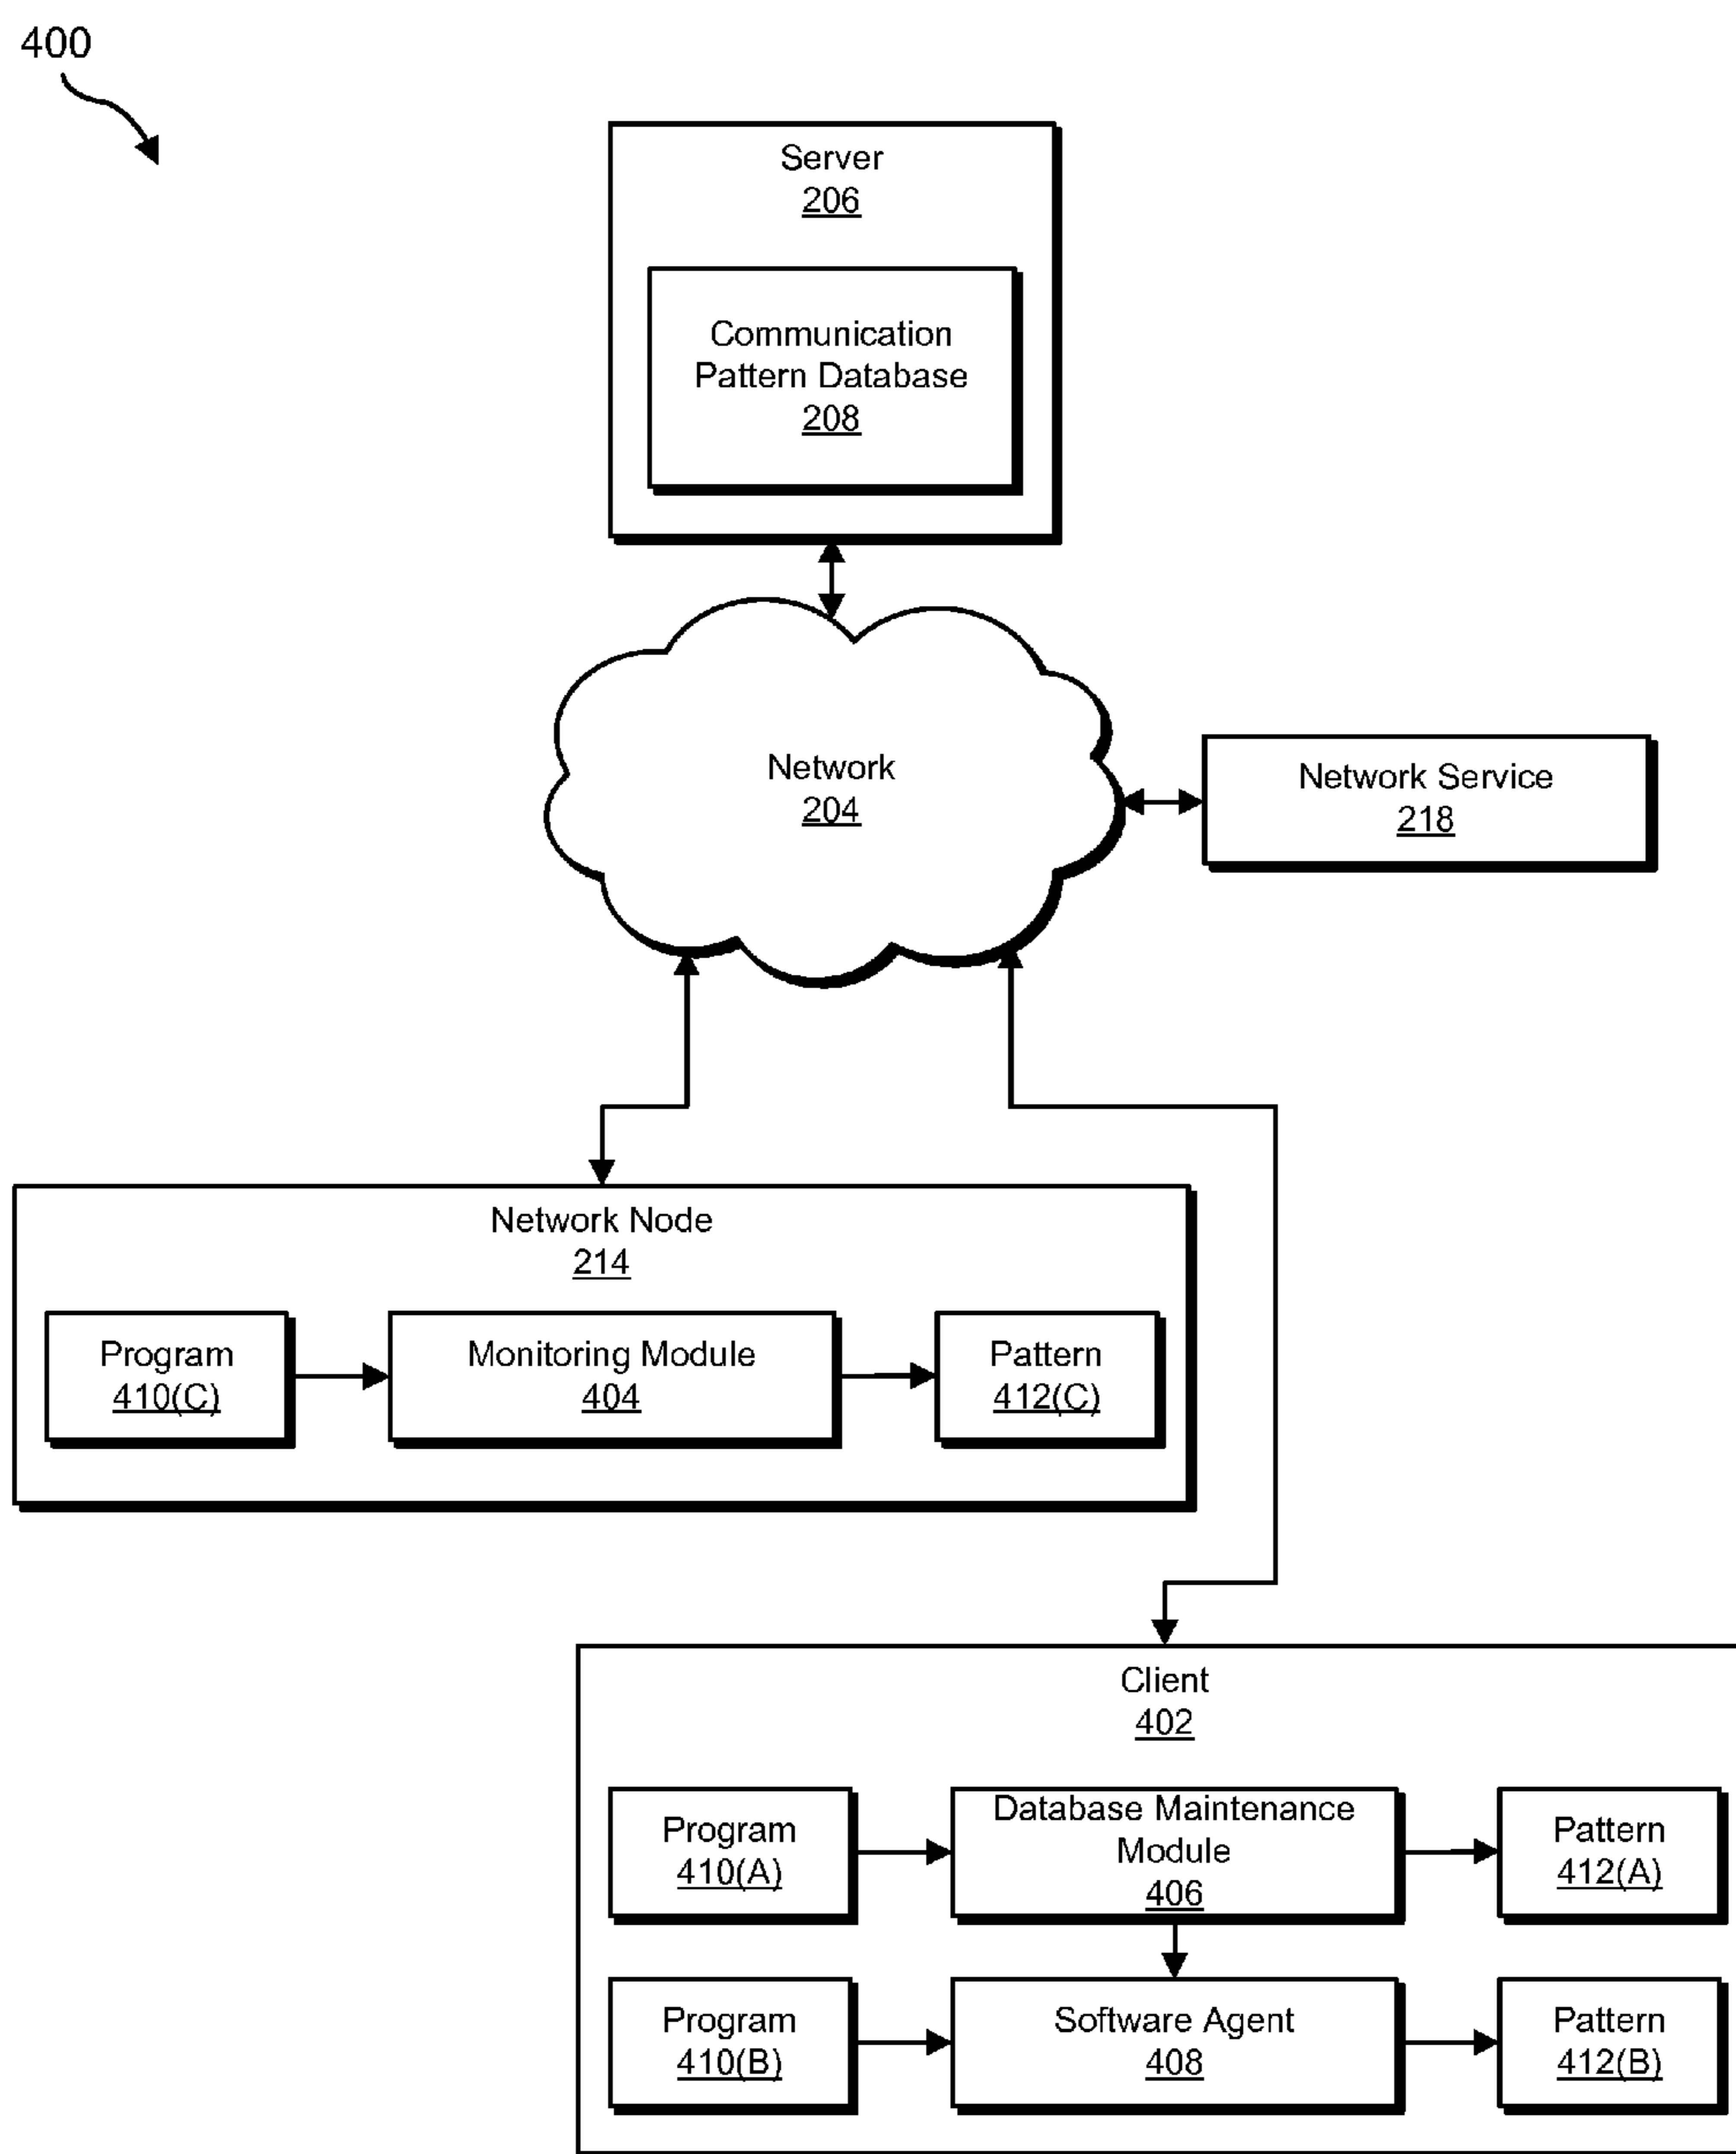 400
Server
206
Communication
Pattern Database
208
Network
204
Network Service
218
Network Node
214
Program
410(C)
Monitoring Module
404
Pattern
412(C)
Client
402
Program
410(A)
Database Maintenance
Module
406
Pattern
412(A)
Program
410(B)
Software Agent
408
Pattern
412(B)